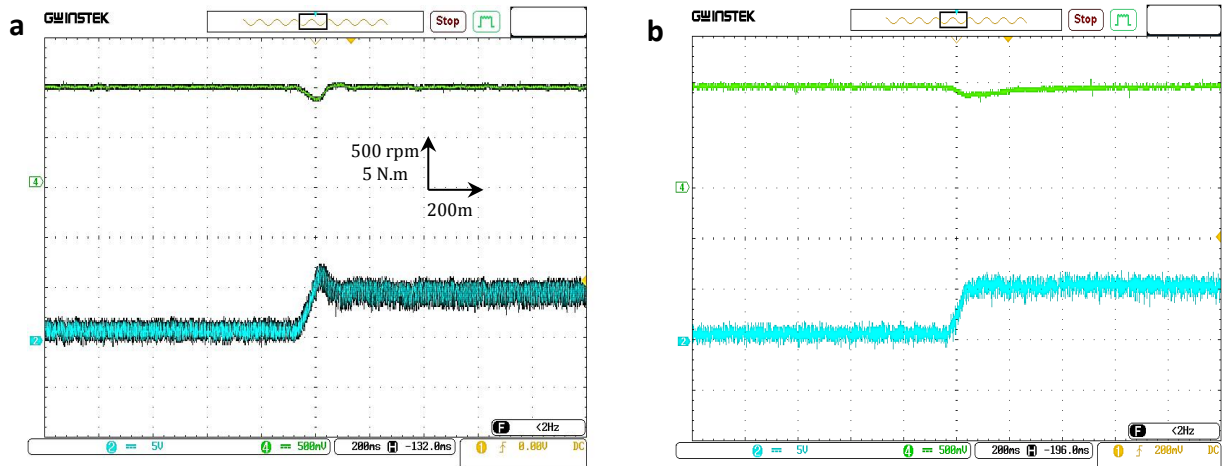 a
GWINSTEK
Stop
4
500 rpm
5 N.m
200m
2
F <2Hz
2 5V
4 500mV
200ms H -132.0ms
1 0.00V DC
b
GWINSTEK
Stop
4
2
F <2Hz
2 5V
4 500mV
200ms H -196.0ms
1 200mV DC